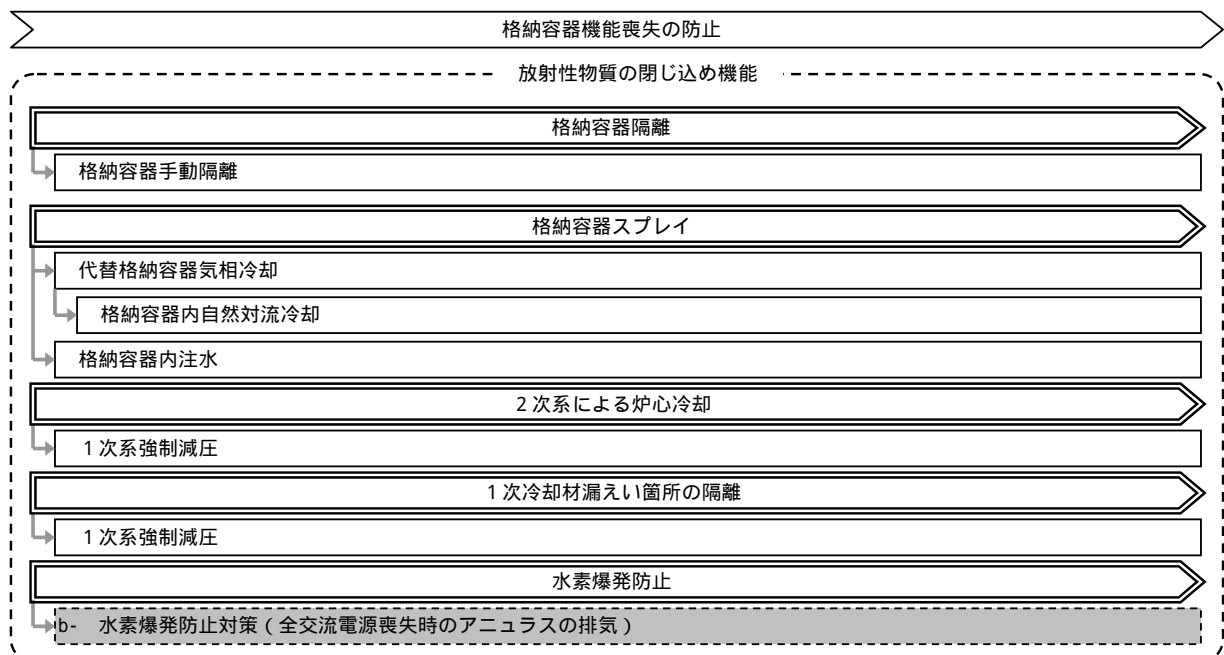 格納容器機能喪失の防止
放射性物質の閉じ込め機能
格納容器隔離
格納容器手動隔離
格納容器スプレイ
代替格納容器気相冷却
格納容器内自然対流冷却
格納容器内注水
2次系による炉心冷却
1次系強制減圧
1次冷却材漏えい箇所の隔離
1次系強制減圧
水素爆発防止
b- 水素爆発防止対策(全交流電源喪失時のアニュラスの排気)